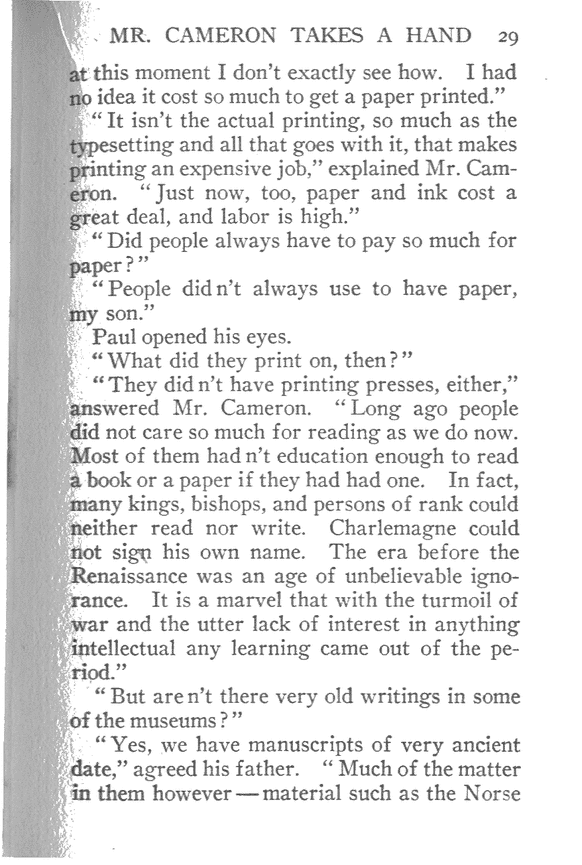 MR. CAMERON TAKES A HAND 29
at this moment I don't exactly see how. I had
no idea it cost so much to get a paper printed."
"It isn't the actual printing, so much as the
typesetting and all that goes with it, that makes
printing an expensive job," explained Mr. Cam-
eron. "Just now, too, paper and ink cost a
great deal, and labor is high."
"Did people always have to pay so much for
paper?"
"People didn't always use to have paper,
my son."
Paul opened his eyes.
"What did they print on, then?"
"They didn't have printing presses, either,"
answered Mr. Cameron. "Long ago people
did not care so much for reading as we do now.
Most of them hadn't education enough to read
a book or a paper if they had had one. In fact,
many kings, bishops, and persons of rank could
neither read nor write. Charlemagne could
not sign his own name. The era before the
Renaissance was an age of unbelievable igno-
rance. It is a marvel that with the turmoil of
war and the utter lack of interest in anything
intellectual any learning came out of the pe-
riod."
"But aren't there very old writings in some
of the museums?"
"Yes, we have manuscripts of very ancient
date," agreed his father. "Much of the matter
in them however—material such as the Norse